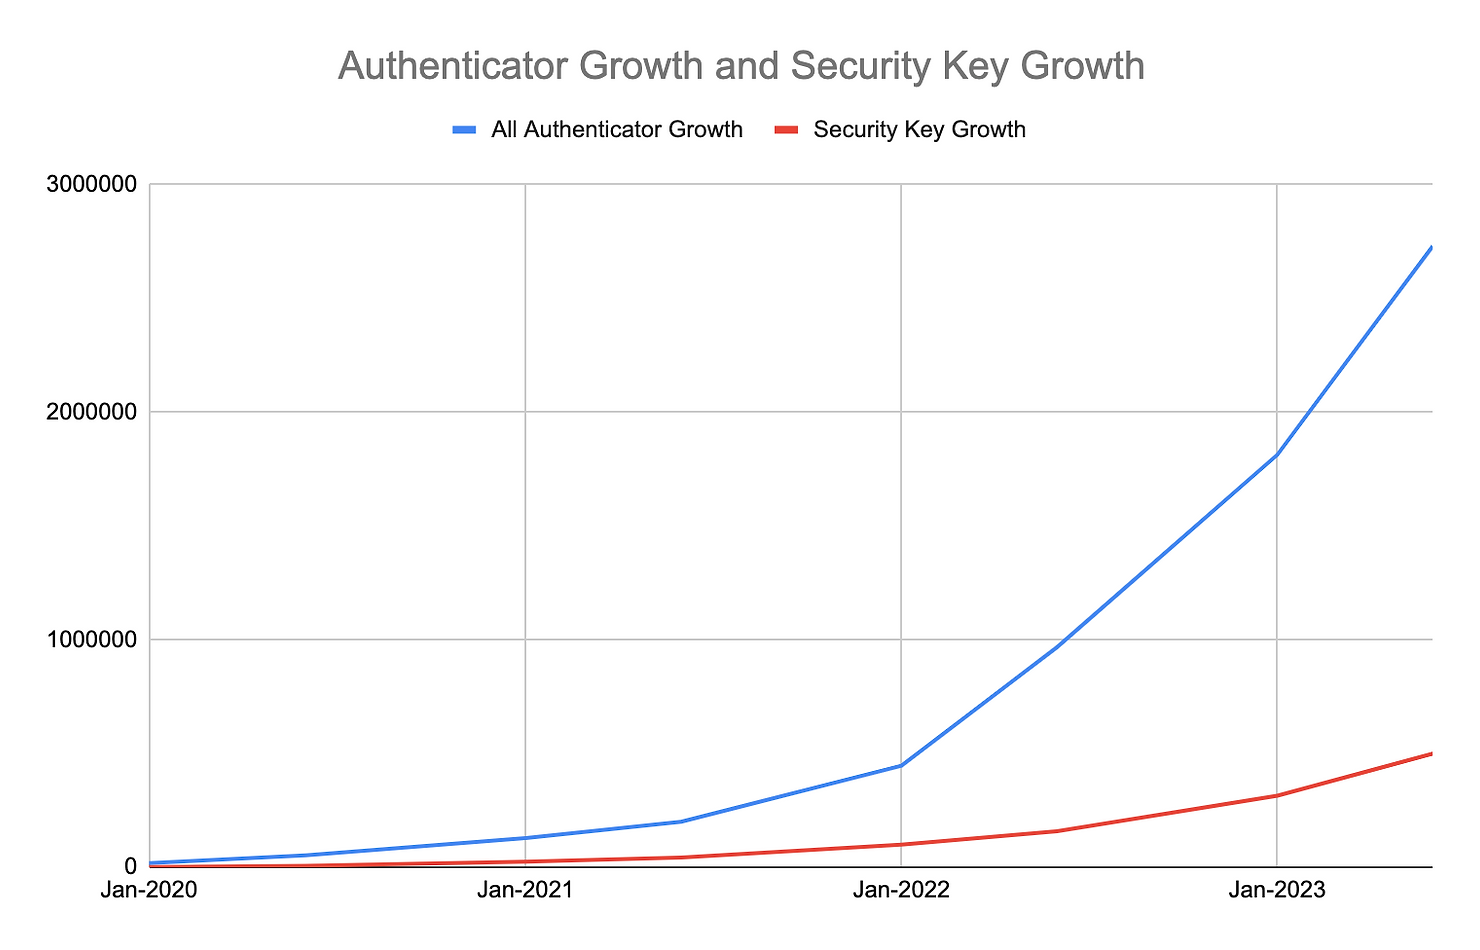 Authenticator Growth and Security Key Growth
All Authenticator Growth Security Key Growth
3000000
2000000
1000000
0
Jan-2020 Jan-2021 Jan-2022 Jan-2023